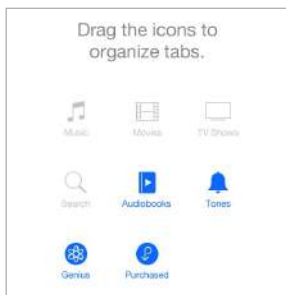 Drag the icons to
organize tabs.
Music Movies TV Shows
Search Audiobooks Tones
Genius Purchased